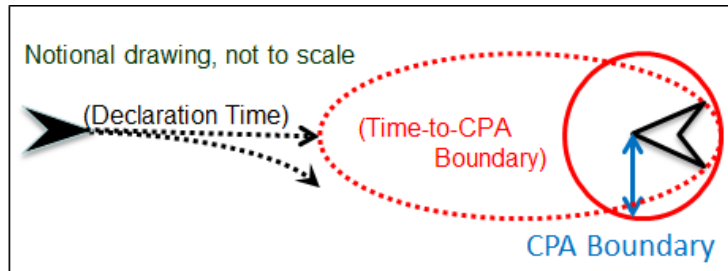 Notional drawing, not to scale
(Declaration Time)
(Time-to-CPA
Boundary)
CPA Boundary